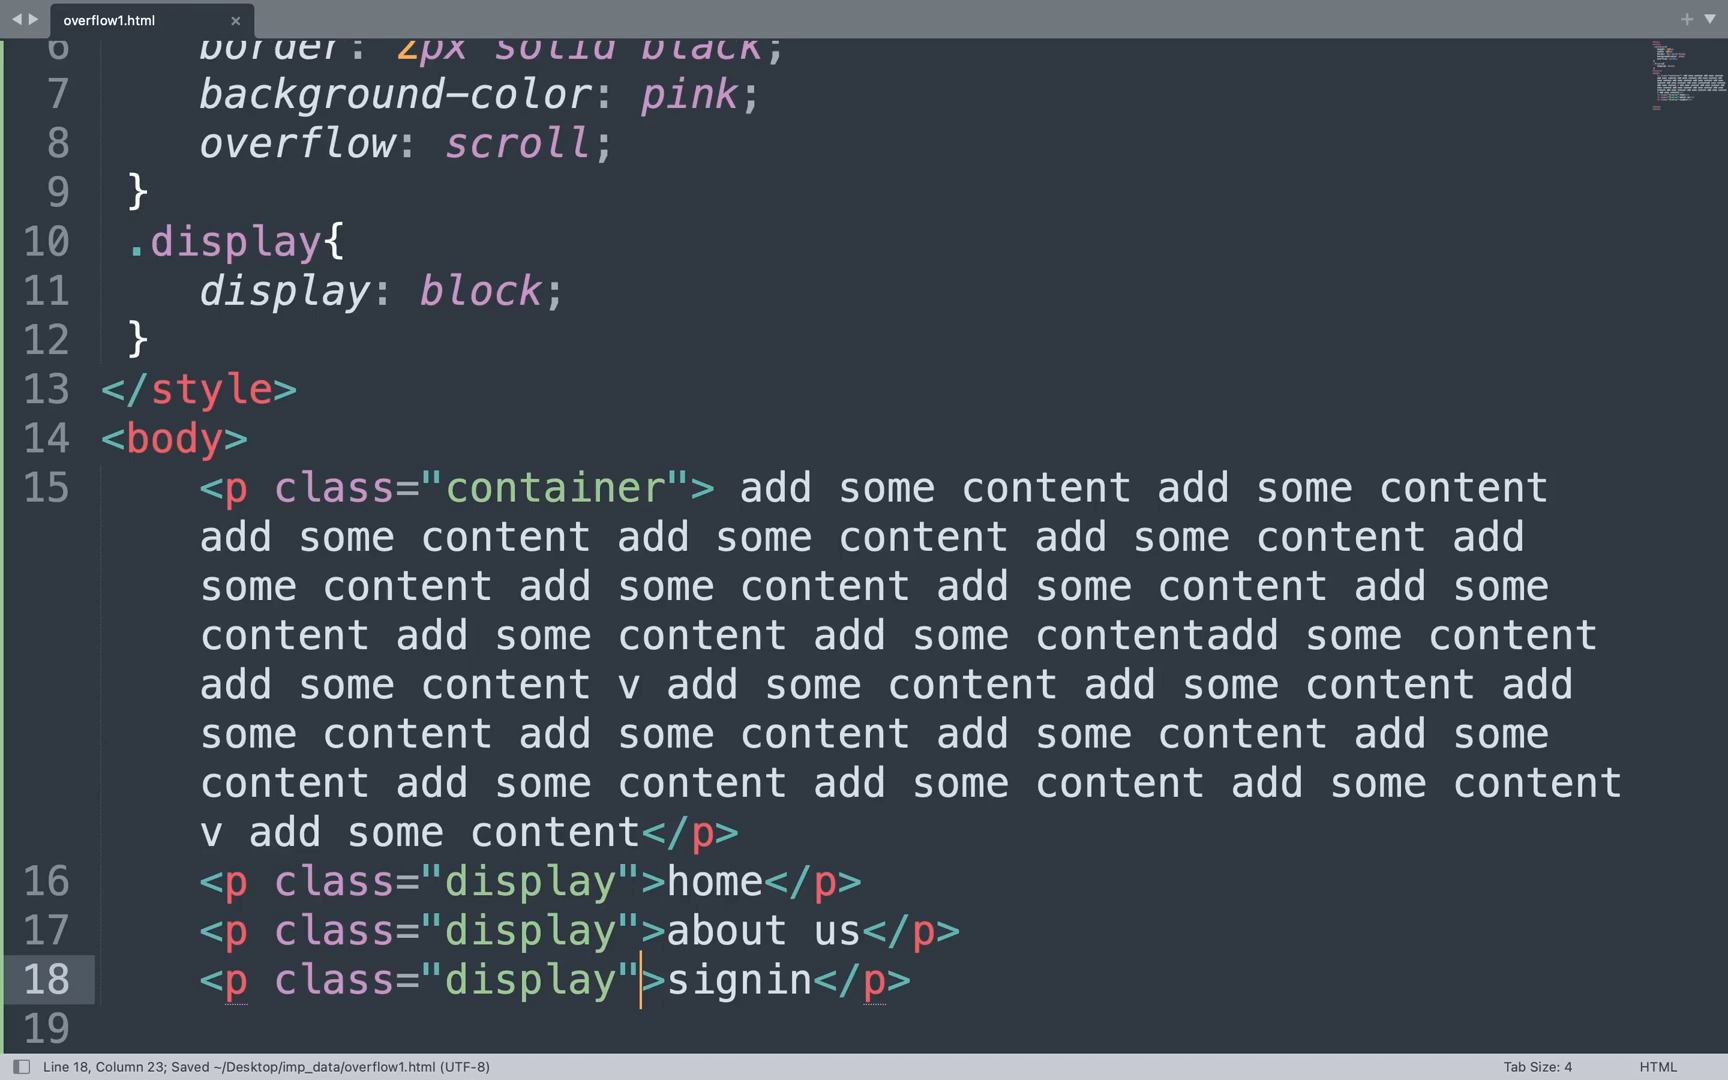 overflow1.html
6 border: 2px solid black;
7 background-color: pink;
8 overflow: scroll;
9 }
10 .display{
11 display: block;
12 }
13 </style>
14 <body>
15 <p class="container"> add some content add some content
add some content add some content add some content add
some content add some content add some content add some
content add some content add some contentadd some content
add some content v add some content add some content add
some content add some content add some content add some
content add some content add some content add some content
v add some content</p>
16 <p class="display">home</p>
17 <p class="display">about us</p>
18 <p class="display">signin</p>
19
Line 18, Column 23; Saved ~/Desktop/imp_data/overflow1.html (UTF-8) Tab Size: 4 HTML